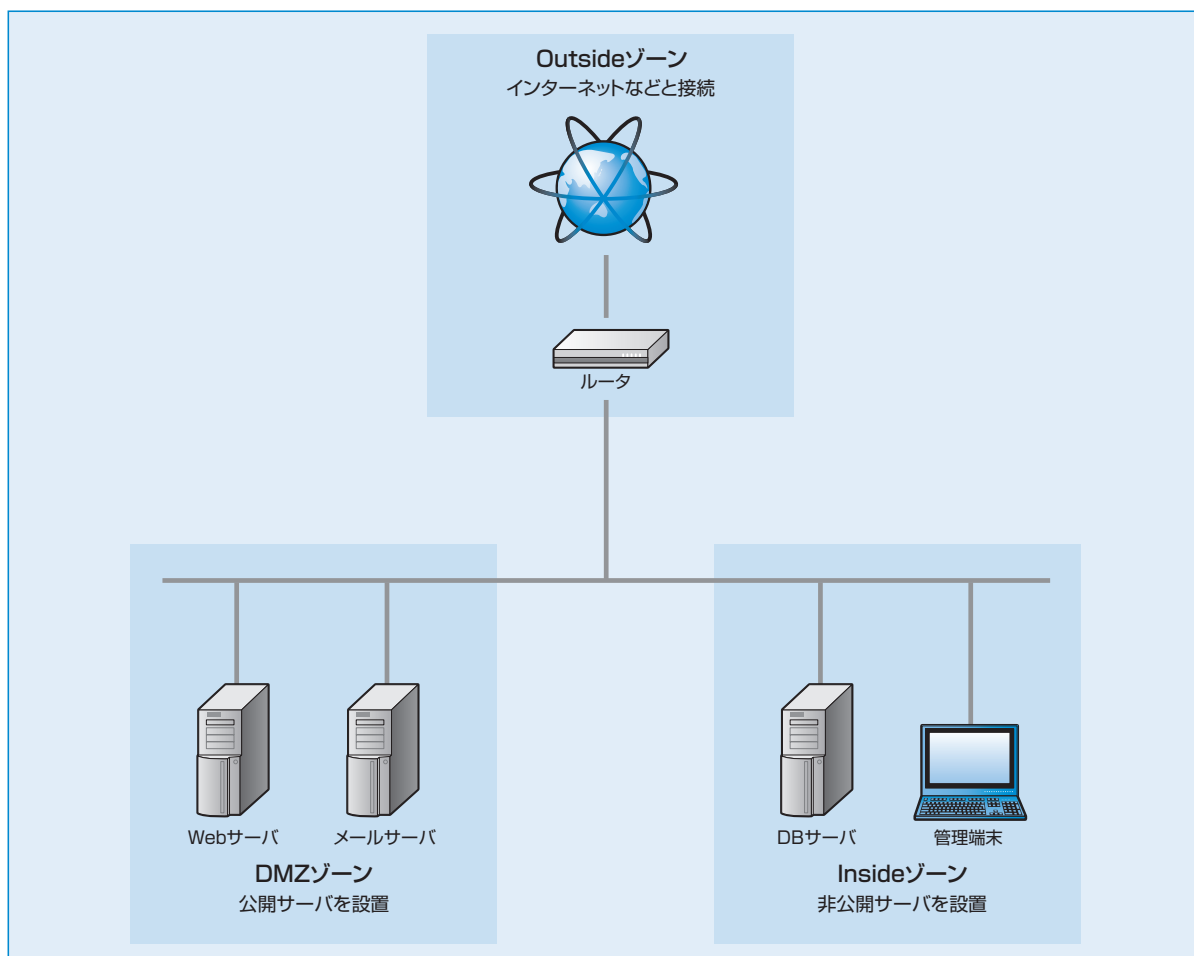 Outsideゾーン
インターネットなどと接続
ルータ
Webサーバ
メールサーバ
DMZゾーン
公開サーバを設置
DBサーバ
管理端末
Insideゾーン
非公開サーバを設置